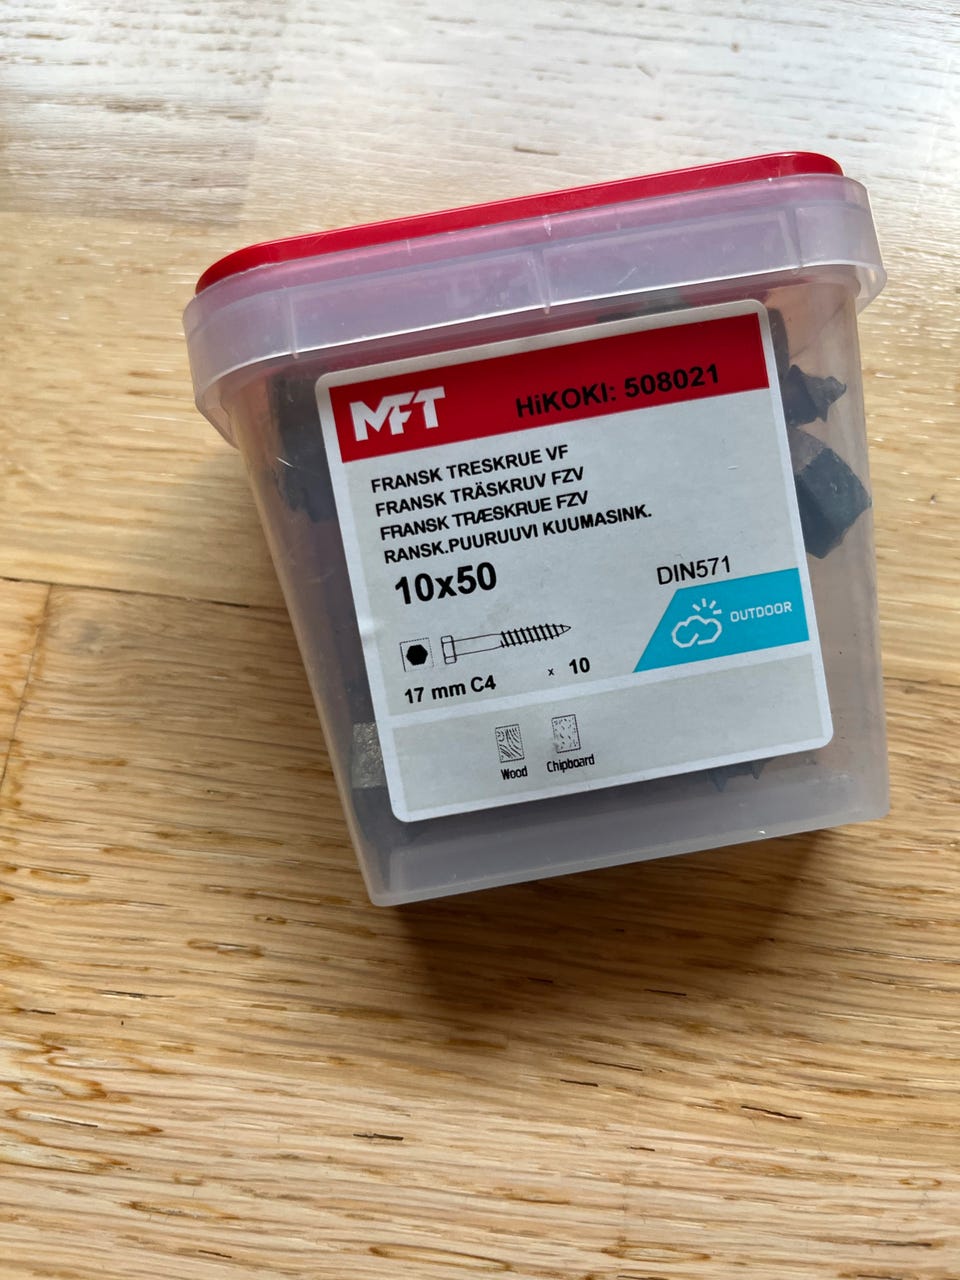 MFT HiKOKI: 508021
FRANSK TRESKRUE VF
FRANSK TRÄSKRUV FZV
FRANSK TRÆSKRUE FZV
RANSK.PUURUUVI KUUMASINK.
10x50
DIN571
OUTDOOR
17 mm C4 x 10
Wood Chipboard